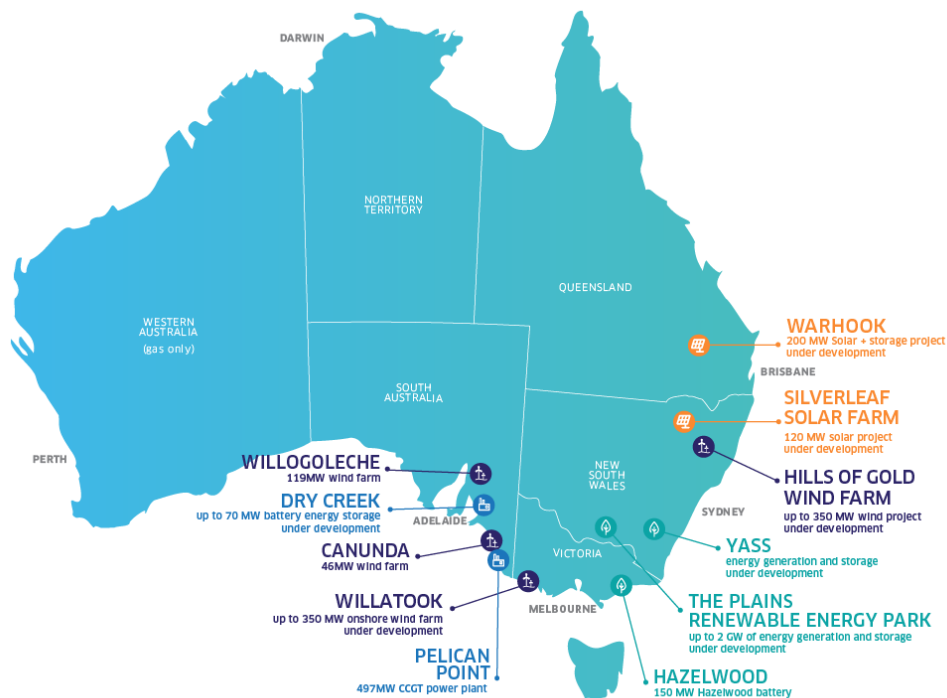 DARWIN
NORTHERN
TERRITORY
QUEENSLAND
WESTERN
AUSTRALIA
(gas only)
WARHOOK
200 MW Solar + storage project
under development
BRISBANE
SOUTH
AUSTRALIA
SILVERLEAF
SOLAR FARM
120 MW solar project
under development
PERTH
WILLOGOLECHE
119MW wind farm
NEW
SOUTH
WALES
HILLS OF GOLD
WIND FARM
up to 350 MW wind project
under development
DRY CREEK
up to 70 MW battery energy storage
under development
ADELAIDE
SYDNEY
CANUNDA
46MW wind farm
VICTORIA
YASS
energy generation and storage
under development
WILLATOOK
up to 350 MW onshore wind farm
under development
MELBOURNE
THE PLAINS
RENEWABLE ENERGY PARK
up to 2 GW of energy generation and storage
under development
PELICAN
POINT
497MW CCGT power plant
HAZELWOOD
150 MW Hazelwood battery